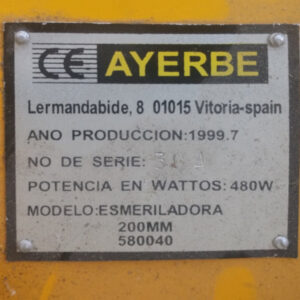 CE AYERBE
Lermandabide, 8 01015 Vitoria-spain
ANO PRODUCCION:1999.7
NO DE SERIE:
POTENCIA EN WATTOS: 480W
MODELO:ESMERILADORA
200MM
580040